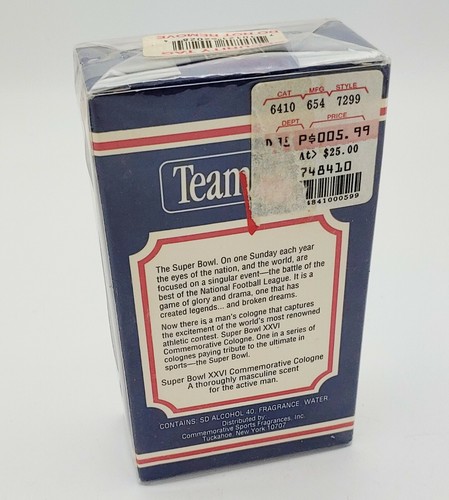 DO NOT REMOVE
SECURITY TAG
CAT MFG STYLE
6410 654 7299
DEPT PRICE
P$005.99
$25.00
748410
4841000599
Team
The Super Bowl. On one Sunday each year
the eyes of the nation, and the world, are
focused on a singular event—the battle of the
best of the National Football League. It is a
game of glory and drama, one that has
created legends... and broken dreams.
Now there is a man's cologne that captures
the excitement of the world's most renowned
athletic contest. Super Bowl XXVI
Commemorative Cologne. One in a series of
colognes paying tribute to the ultimate in
sports—the Super Bowl.
Super Bowl XXVI Commemorative Cologne
A thoroughly masculine scent
for the active man.
CONTAINS: SD ALCOHOL 40, FRAGRANCE, WATER
Distributed by:
Commemorative Sports Fragrances, Inc.
Tuckahoe, New York 10707